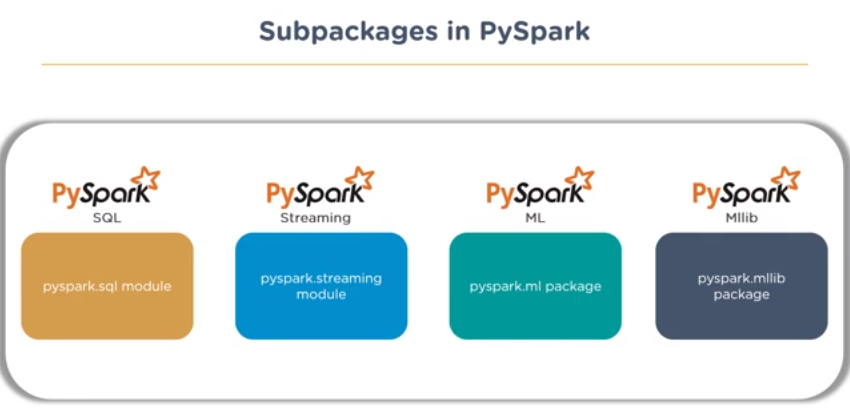 Subpackages in PySpark
PySpark
SQL
pyspark.sql module
PySpark
Streaming
pyspark.streaming
module
PySpark
ML
pyspark.ml package
PySpark
Mllib
pyspark.mllib
package